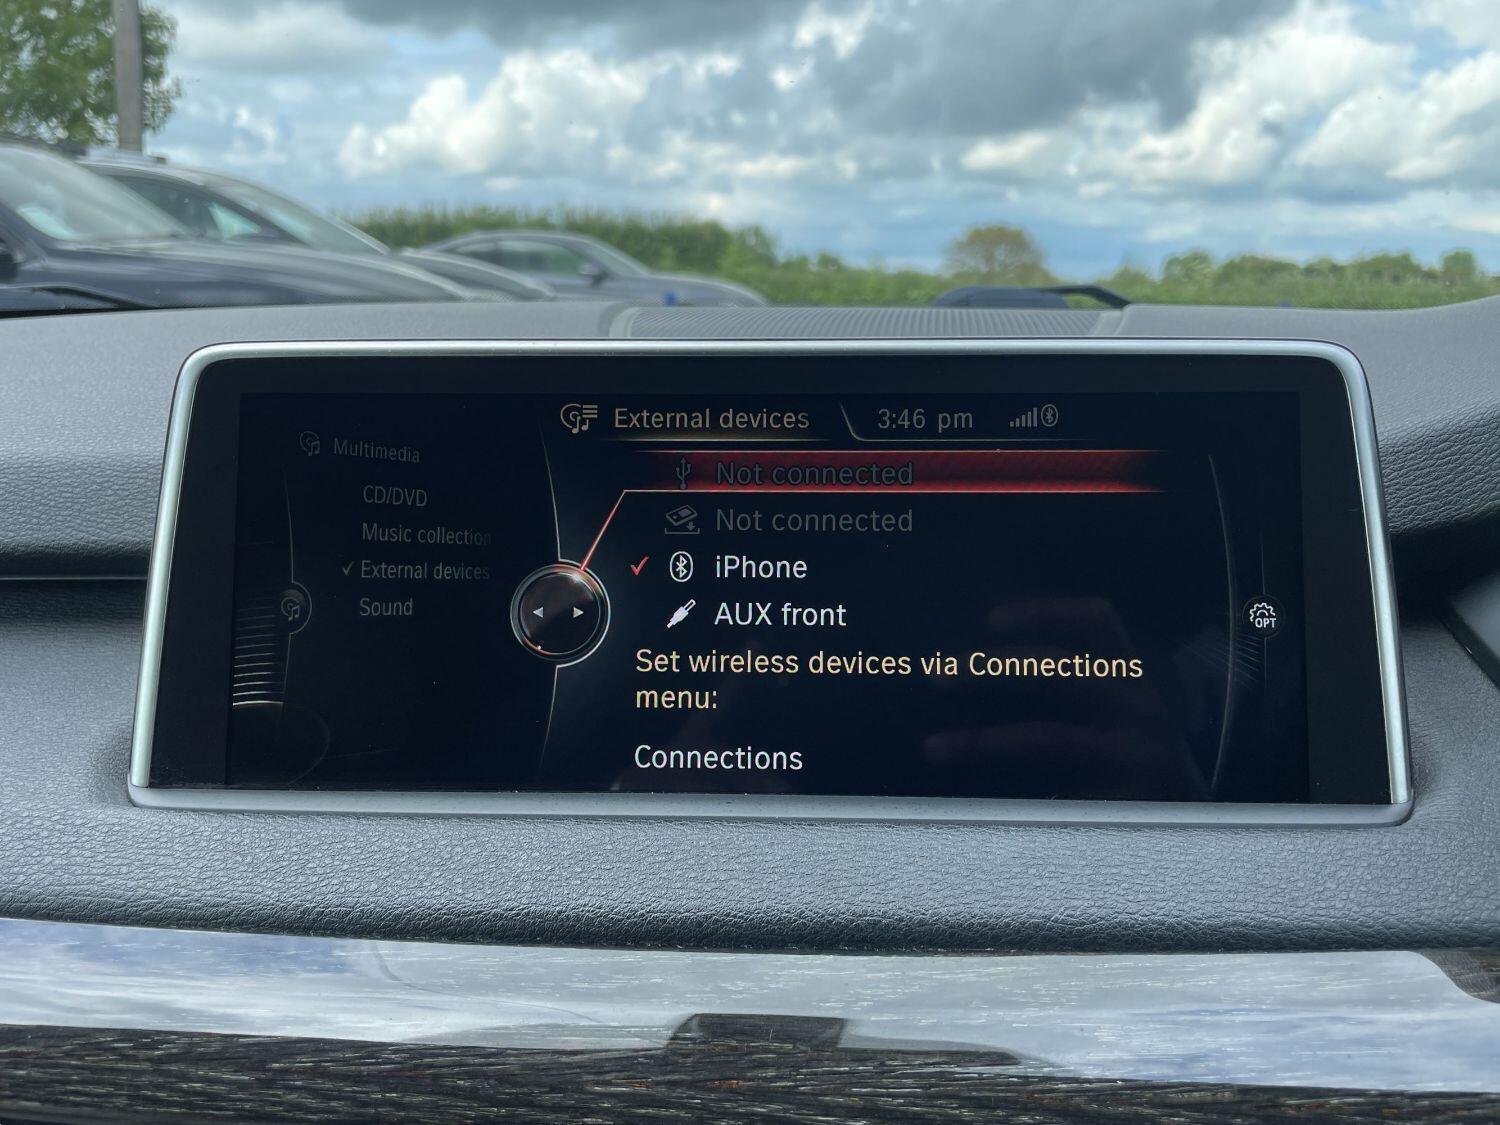 External devices
3:46 pm
Multimedia
CD/DVD
Music collection
External devices
Sound
Not connected
Not connected
iPhone
AUX front
Set wireless devices via Connections
menu:
Connections
OPT